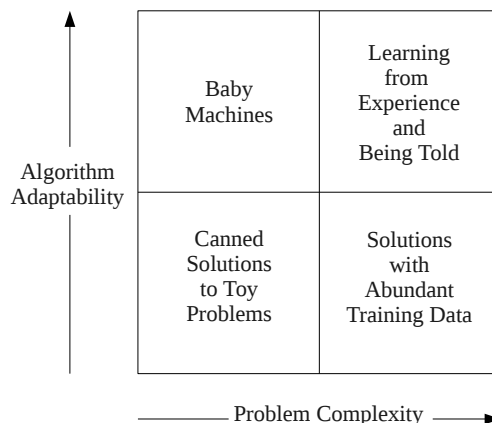 Baby
Machines
Learning
from
Experience
and
Being Told
Algorithm
Adaptability
Canned
Solutions
to Toy
Problems
Solutions
with
Abundant
Training Data
Problem Complexity